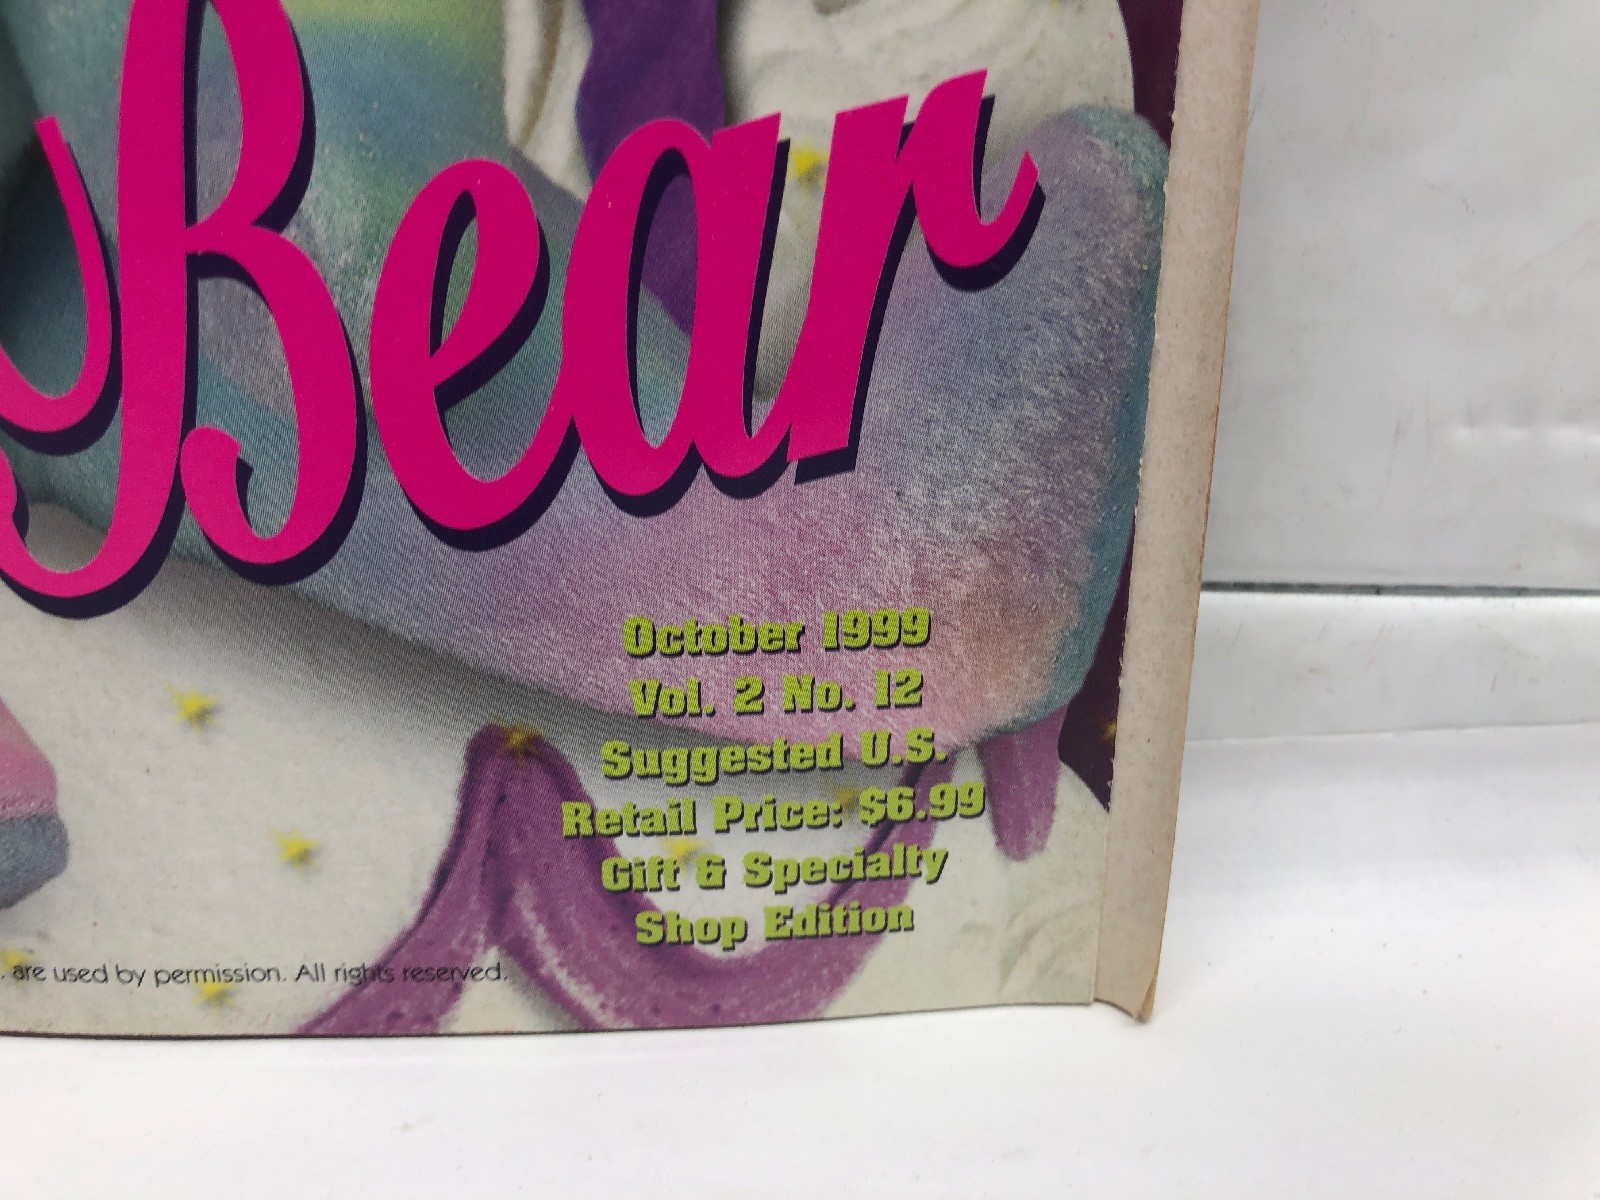 Bear
October 1999
Vol. 2 No. 12
Suggested U.S.
Retail Price: $6.99
Gift & Specialty
Shop Edition
. are used by permission. All rights reserved.